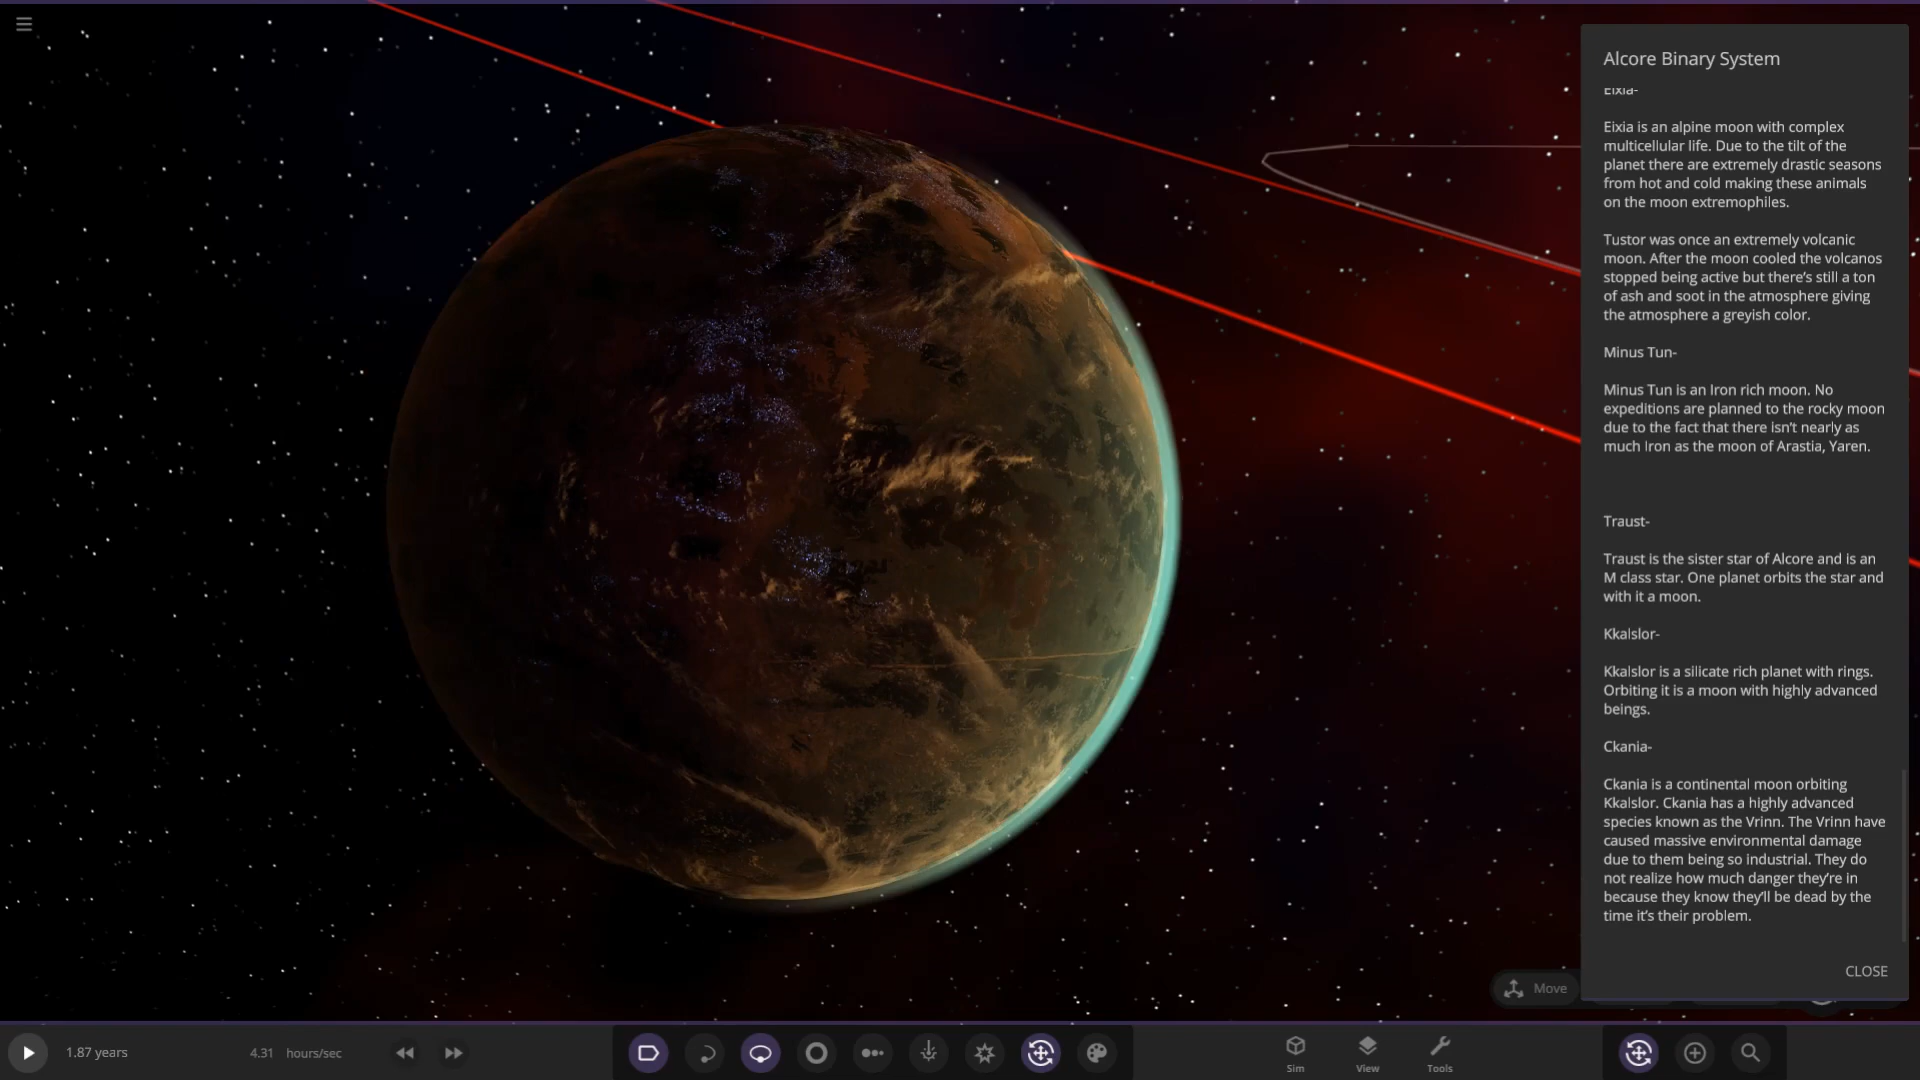 Alcore Binary System
Eixia-
Eixia is an alpine moon with complex
multicellular life. Due to the tilt of the
planet there are extremely drastic seasons
from hot and cold making these animals
on the moon extremophiles.
Tustor was once an extremely volcanic
moon. After the moon cooled the volcanos
stopped being active but there's still a ton
of ash and soot in the atmosphere giving
the atmosphere a greyish color.
Minus Tun-
Minus Tun is an Iron rich moon. No
expeditions are planned to the rocky moon
due to the fact that there isn't nearly as
much Iron as the moon of Arastia, Yaren.
Traust-
Traust is the sister star of Alcore and is an
M class star. One planet orbits the star and
with it a moon.
Kkalslor-
Kkalslor is a silicate rich planet with rings.
Orbiting it is a moon with highly advanced
beings.
Ckania-
Ckania is a continental moon orbiting
Kkalslor. Ckania has a highly advanced
species known as the Vrinn. The Vrinn have
caused massive environmental damage
due to them being so industrial. They do
not realize how much danger they're in
because they know they'll be dead by the
time it's their problem.
CLOSE
Move
1.87 years
4.31 hours/sec
Sim
View
Tools